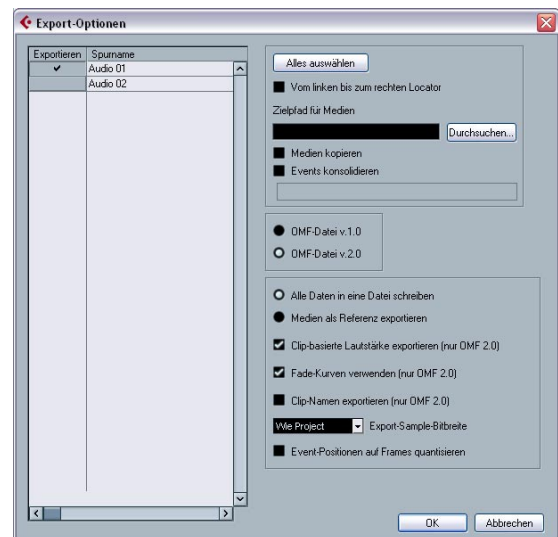 Export-Optionen
Exportieren Spurname
Audio 01
Audio 02
Alles auswählen
Vom linken bis zum rechten Locator
Zielpfad für Medien
Durchsuchen...
Medien kopieren
Events konsolidieren
OMF-Datei v.1.0
OMF-Datei v.2.0
Alle Daten in eine Datei schreiben
Medien als Referenz exportieren
Clip-basierte Lautstärke exportieren (nur OMF 2.0)
Fade-Kurven verwenden (nur OMF 2.0)
Clip-Namen exportieren (nur OMF 2.0)
Wie Project Export-Sample-Bitbreite
Event-Positionen auf Frames quantisieren
OK Abbrechen